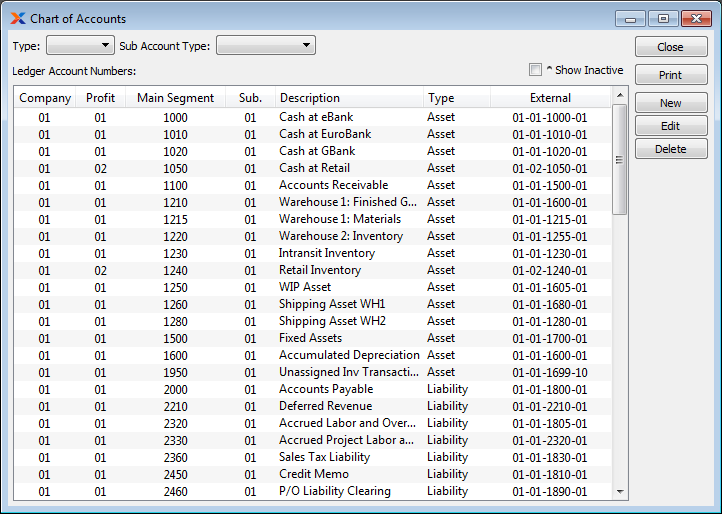 Chart of Accounts
Type: Sub Account Type: Close
Ledger Account Numbers: ^ Show Inactive Print
Company Profit Main Segment Sub. Description Type External New
01 01 1000 01 Cash at eBank Asset 01-01-1000-01
01 01 1010 01 Cash at EuroBank Asset 01-01-1010-01 Edit
01 01 1020 01 Cash at GBank Asset 01-01-1020-01 Delete
01 02 1050 01 Cash at Retail Asset 01-02-1050-01
01 01 1100 01 Accounts Receivable Asset 01-01-1500-01
01 01 1210 01 Warehouse 1: Finished G... Asset 01-01-1600-01
01 01 1215 01 Warehouse 1: Materials Asset 01-01-1215-01
01 01 1220 01 Warehouse 2: Inventory Asset 01-01-1255-01
01 01 1230 01 Intransit Inventory Asset 01-01-1230-01
01 02 1240 01 Retail Inventory Asset 01-02-1240-01
01 01 1250 01 WIP Asset Asset 01-01-1605-01
01 01 1260 01 Shipping Asset WH1 Asset 01-01-1680-01
01 01 1280 01 Shipping Asset WH2 Asset 01-01-1280-01
01 01 1500 01 Fixed Assets Asset 01-01-1700-01
01 01 1600 01 Accumulated Depreciation Asset 01-01-1600-01
01 01 1950 01 Unassigned Inv Transacti... Asset 01-01-1699-10
01 01 2000 01 Accounts Payable Liability 01-01-1800-01
01 01 2210 01 Deferred Revenue Liability 01-01-2210-01
01 01 2320 01 Accrued Labor and Over... Liability 01-01-1805-01
01 01 2330 01 Accrued Project Labor a... Liability 01-01-2320-01
01 01 2360 01 Sales Tax Liability Liability 01-01-1830-01
01 01 2450 01 Credit Memo Liability 01-01-1810-01
01 01 2460 01 P/O Liability Clearing Liability 01-01-1890-01